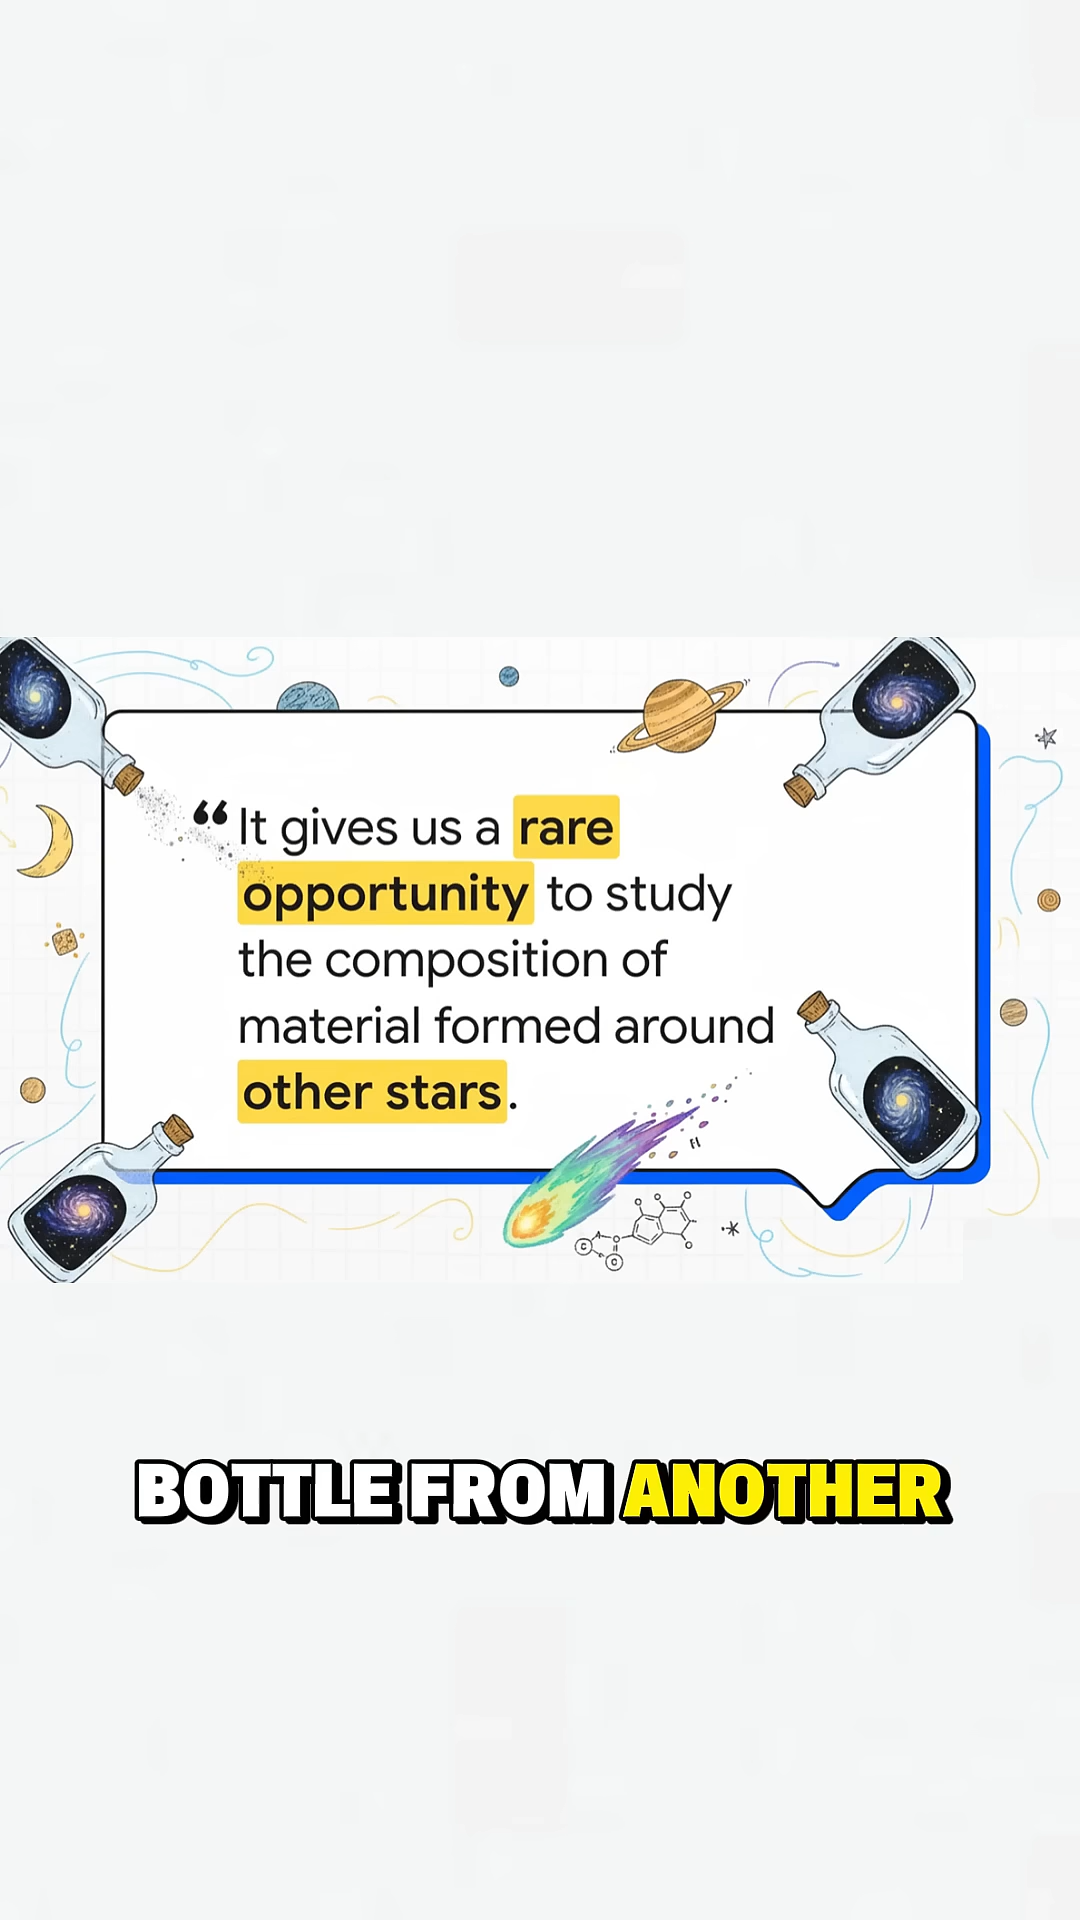 “It gives us a rare
opportunity to study
the composition of
material formed around
other stars.
BOTTLE FROM ANOTHER